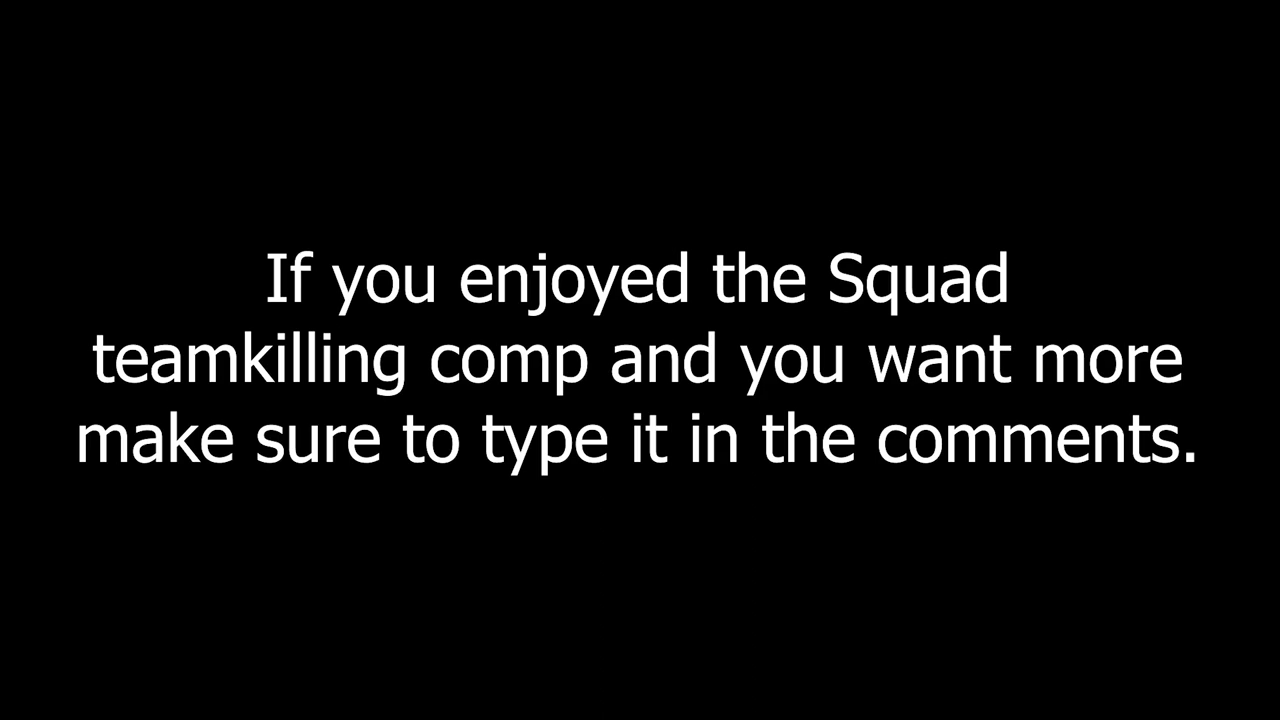 If you enjoyed the Squad
teamkilling comp and you want more
make sure to type it in the comments.